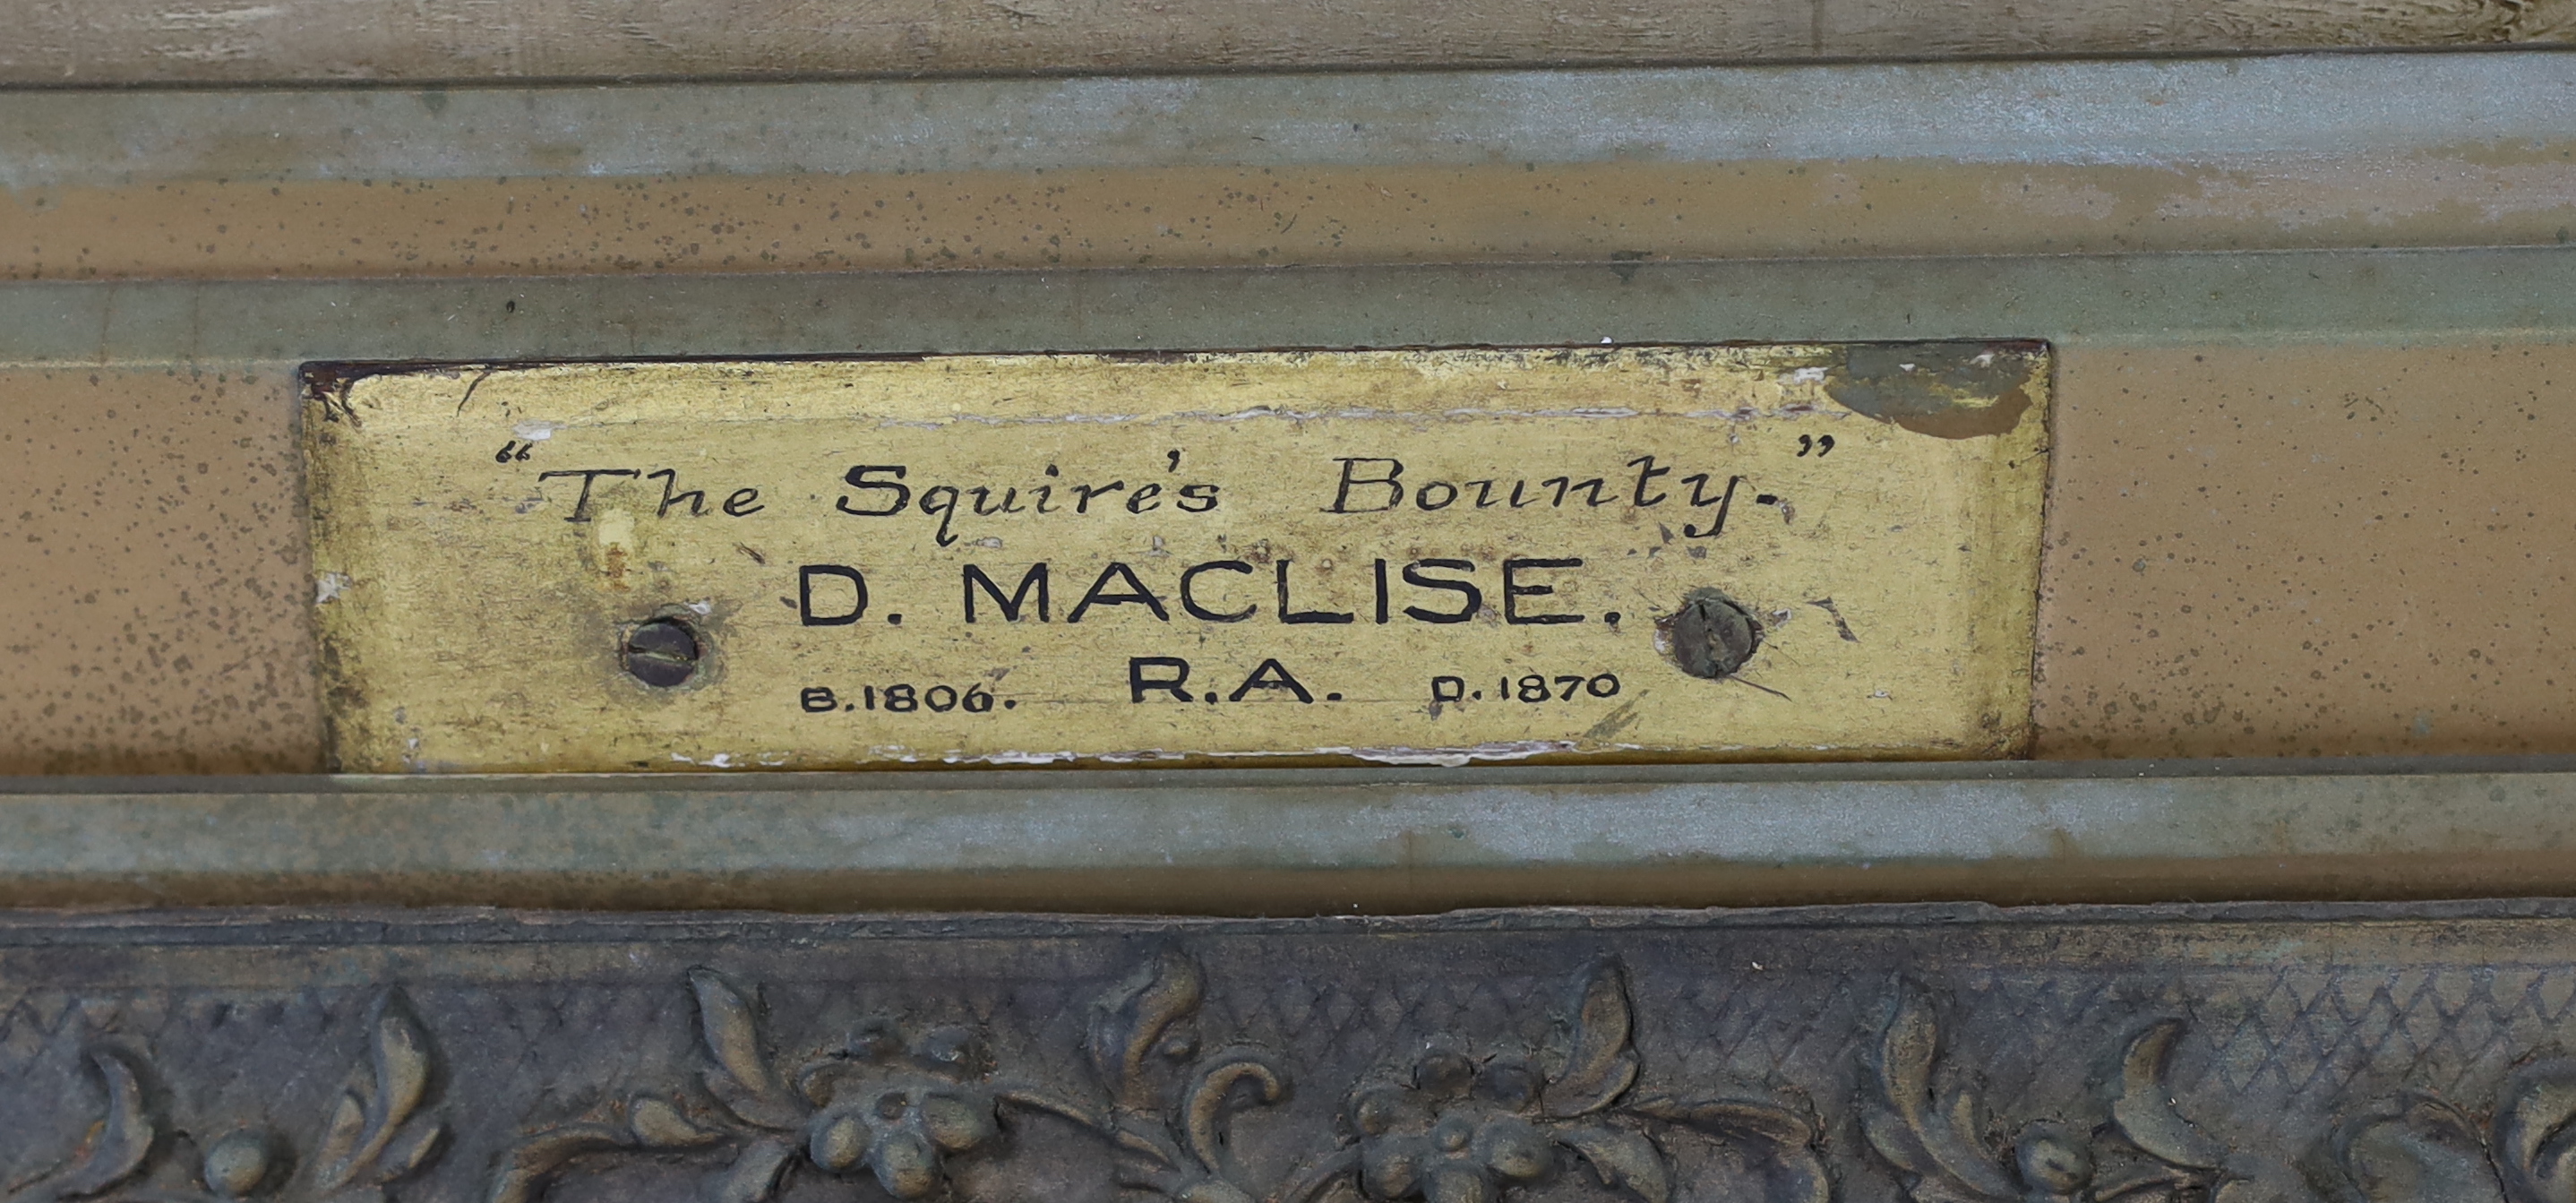 “The Squire's Bounty.”
D. MACLISE.
B.1806. R.A. D.1870